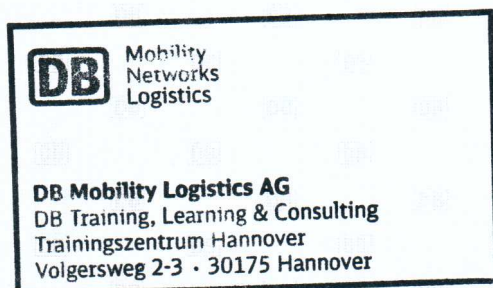 DB
Mobility
Networks
Logistics
DB Mobility Logistics AG
DB Training, Learning & Consulting
Trainingszentrum Hannover
Volgersweg 2-3 · 30175 Hannover